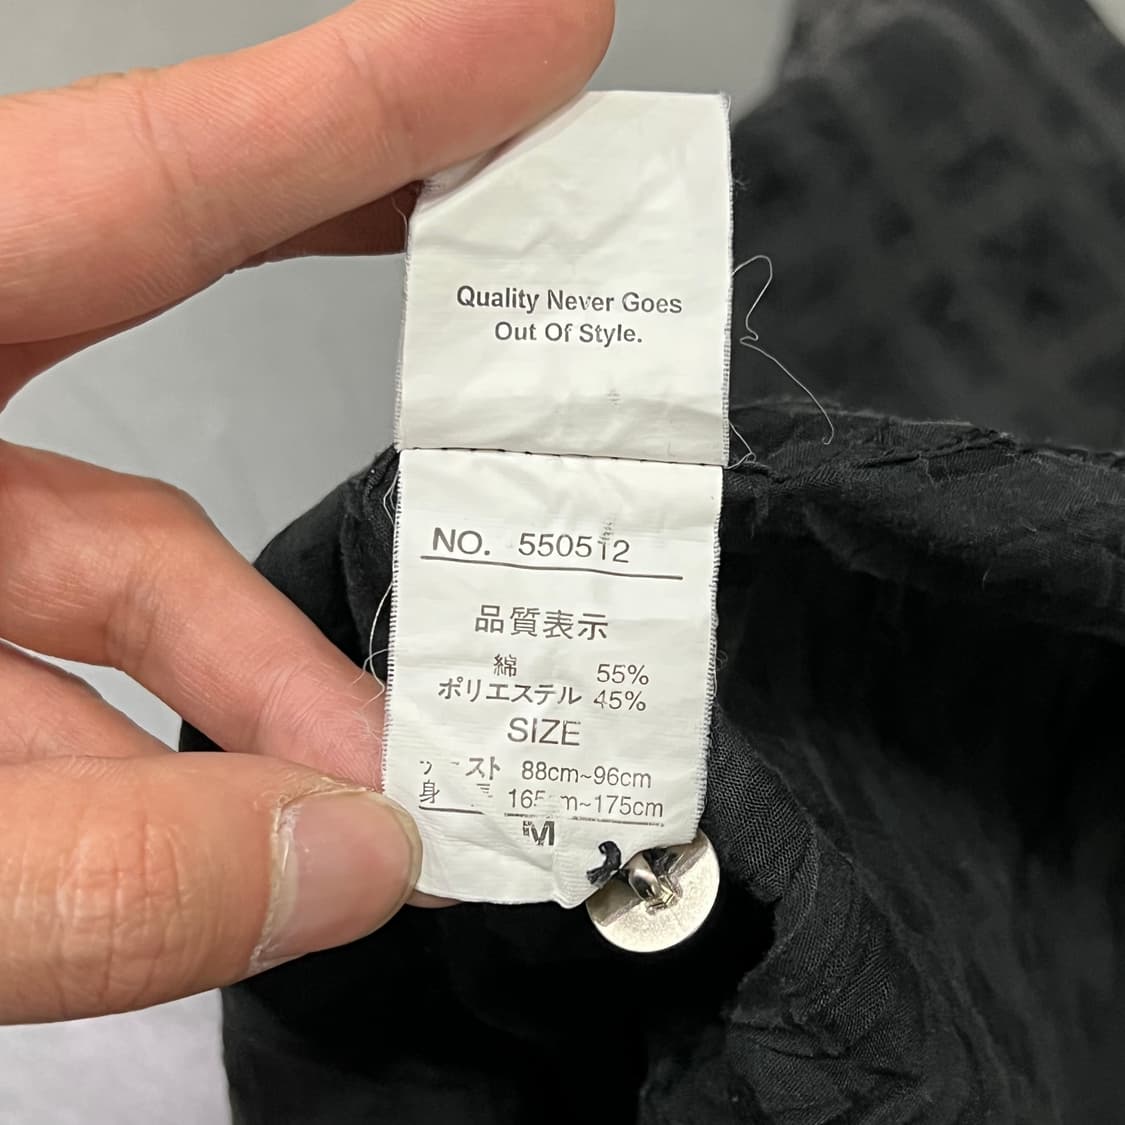 Quality Never Goes
Out Of Style.
NO. 550512
品質表示
綿 55%
ポリエステル 45%
SIZE
88cm~96cm
身 ~175cm
M